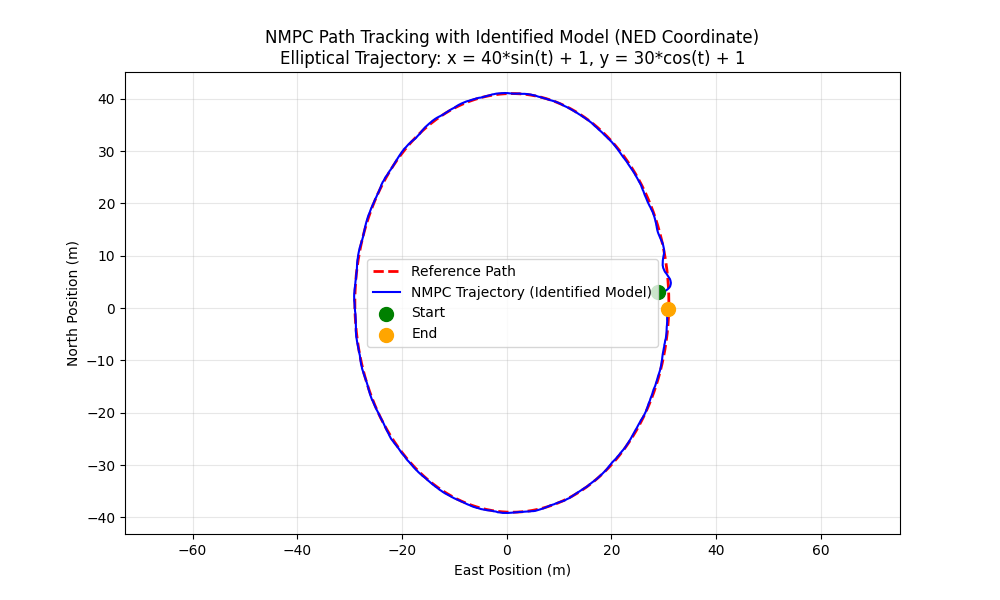 NMPC Path Tracking with Identified Model (NED Coordinate)
Elliptical Trajectory: x = 40*sin(t) + 1, y = 30*cos(t) + 1
North Position (m)
40
30
20
10
0
−10
−20
−30
−40
Reference Path
NMPC Trajectory (Identified Model)
Start
End
−60
−40
−20
0
20
40
60
East Position (m)